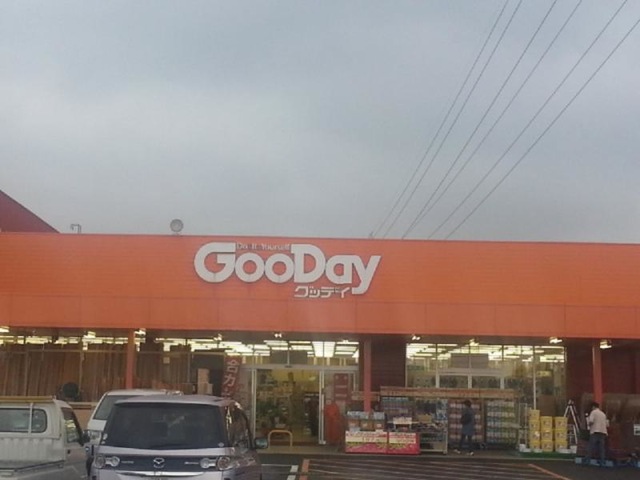 Do It Yourself
GooDay
グッデイ